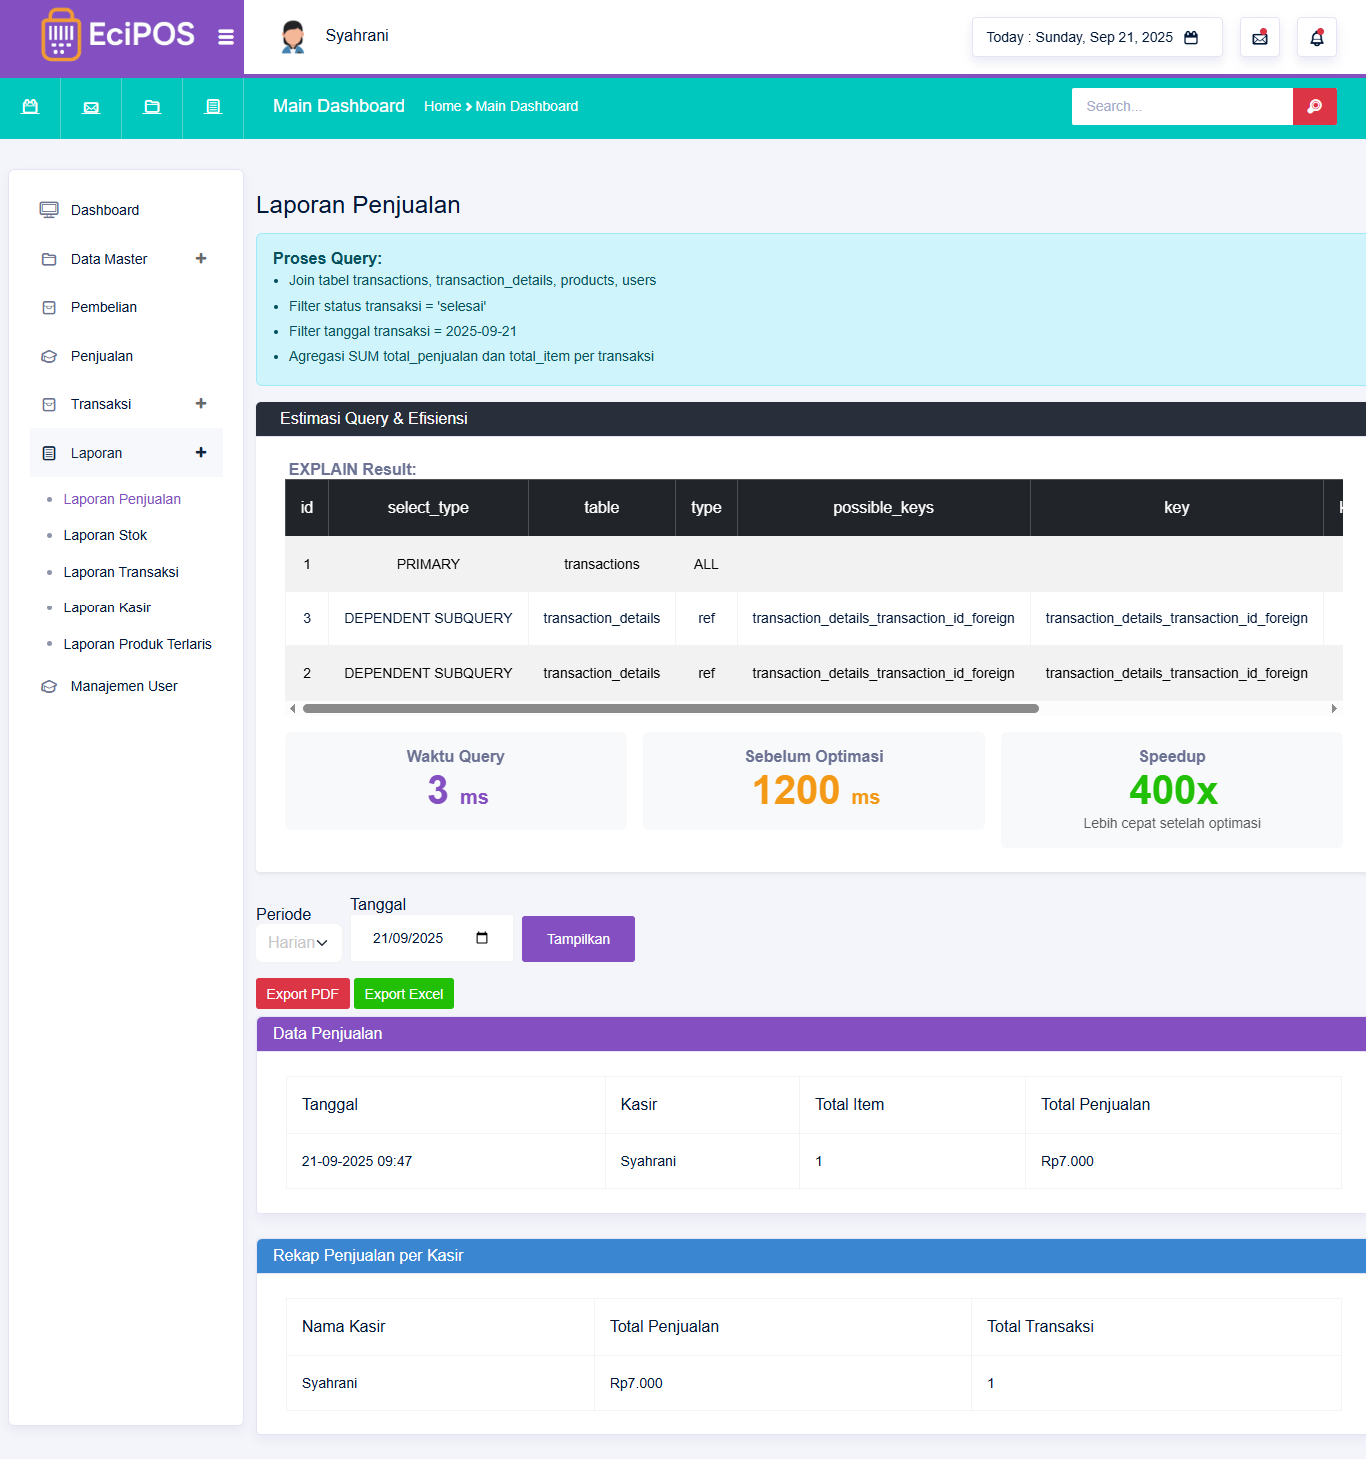 EciPOS
Syahrani
Today : Sunday, Sep 21, 2025
Main Dashboard
Home Main Dashboard
Search...
Dashboard
Data Master
Pembelian
Penjualan
Transaksi
Laporan
Laporan Penjualan
Laporan Stok
Laporan Transaksi
Laporan Kasir
Laporan Produk Terlaris
Manajemen User
Laporan Penjualan
Proses Query:
Join tabel transactions, transaction_details, products, users
Filter status transaksi = 'selesai'
Filter tanggal transaksi = 2025-09-21
Agregasi SUM total_penjualan dan total_item per transaksi
Estimasi Query & Efisiensi
EXPLAIN Result:
id select_type table type possible_keys key
1 PRIMARY transactions ALL
3 DEPENDENT SUBQUERY transaction_details ref transaction_details_transaction_id_foreign transaction_details_transaction_id_foreign
2 DEPENDENT SUBQUERY transaction_details ref transaction_details_transaction_id_foreign transaction_details_transaction_id_foreign
Waktu Query
3 ms
Sebelum Optimasi
1200 ms
Speedup
400x
Lebih cepat setelah optimasi
Periode
Harian
Tanggal
21/09/2025
Tampilkan
Export PDF
Export Excel
Data Penjualan
Tanggal Kasir Total Item Total Penjualan
21-09-2025 09:47 Syahrani 1 Rp7.000
Rekap Penjualan per Kasir
Nama Kasir Total Penjualan Total Transaksi
Syahrani Rp7.000 1